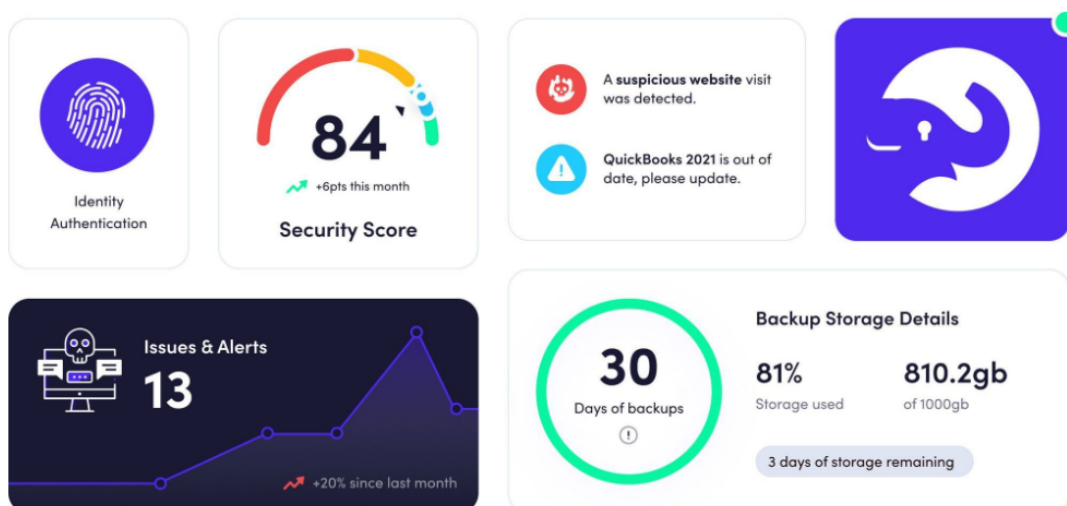 Identity
Authentication
84
+6pts this month
Security Score
A suspicious website visit
was detected.
QuickBooks 2021 is out of
date, please update.
Issues & Alerts
13
+20% since last month
30
Days of backups
Backup Storage Details
81%
Storage used
810.2gb
of 1000gb
3 days of storage remaining